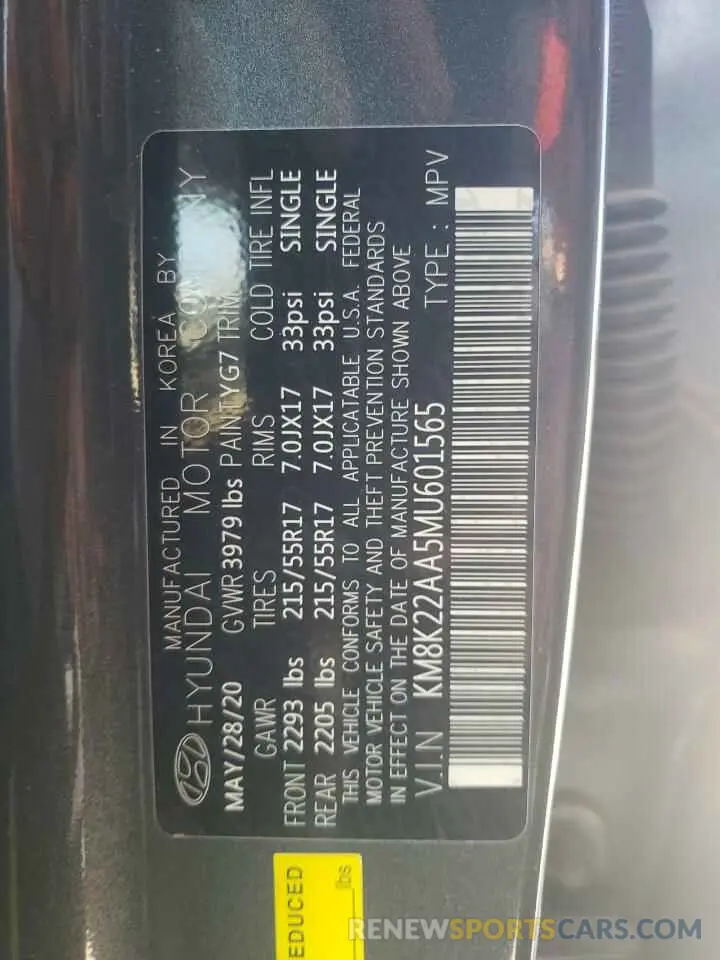 MANUFACTURED IN KOREA BY
HYUNDAI MOTOR COMPANY
MAY/28/20 GVWR 3979 lbs PAINT YG7 TRIM
GAWR TIRES RIMS COLD TIRE INFL
FRONT 2293 lbs 215/55R17 7.0JX17 33psi SINGLE
REAR 2205 lbs 215/55R17 7.0JX17 33psi SINGLE
THIS VEHICLE CONFORMS TO ALL APPLICATABLE U.S.A. FEDERAL
MOTOR VEHICLE SAFETY AND THEFT PREVENTION STANDARDS
IN EFFECT ON THE DATE OF MANUFACTURE SHOWN ABOVE
V.I.N KM8K22AA5MU601565 TYPE : MPV
EDUCED
lbs
RENEWSPORTSCARS.COM